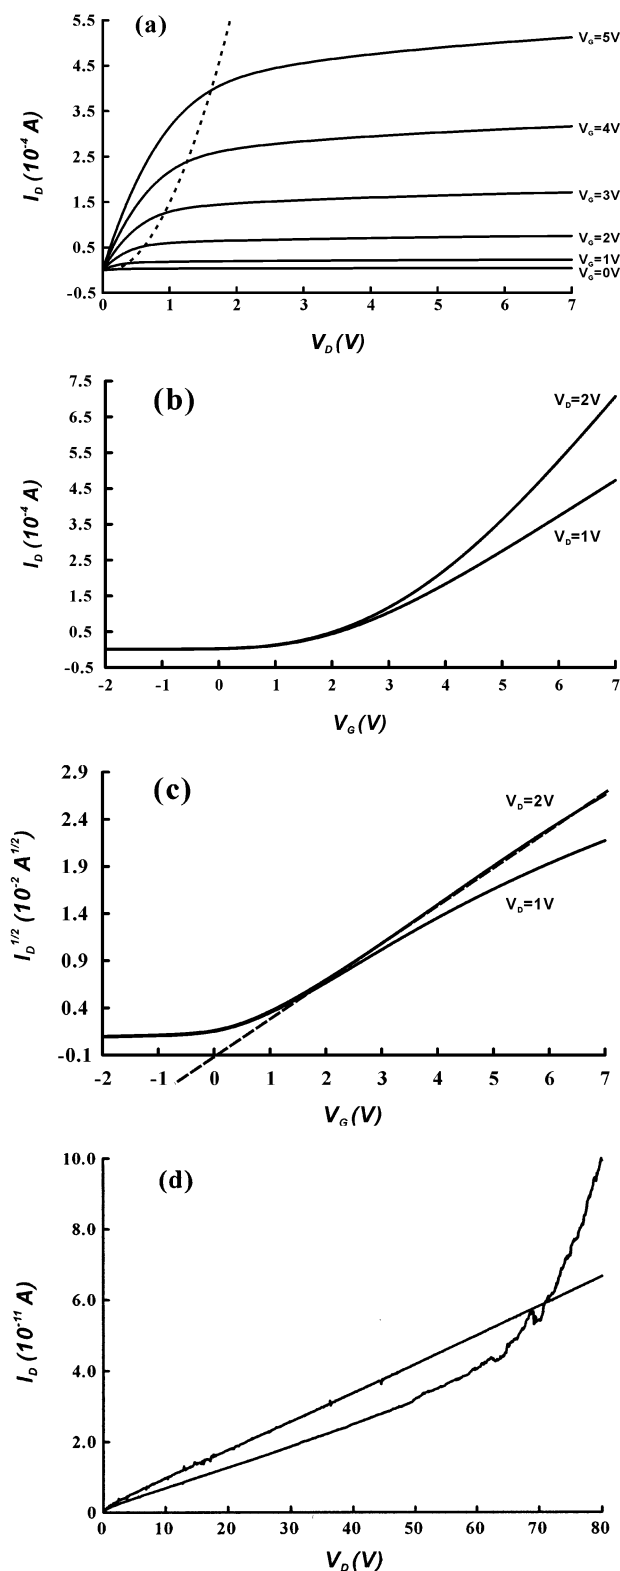 (a)
5.5
4.5
3.5
2.5
1.5
0.5
-0.5
I_D (10^-4 A)
V_G=5V
V_G=4V
V_G=3V
V_G=2V
V_G=1V
V_G=0V
0 1 2 3 4 5 6 7
V_D (V)
(b)
7.5
6.5
5.5
4.5
3.5
2.5
1.5
0.5
-0.5
I_D (10^-4 A)
V_D=2V
V_D=1V
-2 -1 0 1 2 3 4 5 6 7
V_G (V)
(c)
2.9
2.4
1.9
1.4
0.9
0.4
-0.1
I_D^1/2 (10^-2 A^1/2)
V_D=2V
V_D=1V
-2 -1 0 1 2 3 4 5 6 7
V_G (V)
(d)
10.0
8.0
6.0
4.0
2.0
0
I_D (10^-11 A)
0 10 20 30 40 50 60 70 80
V_D (V)